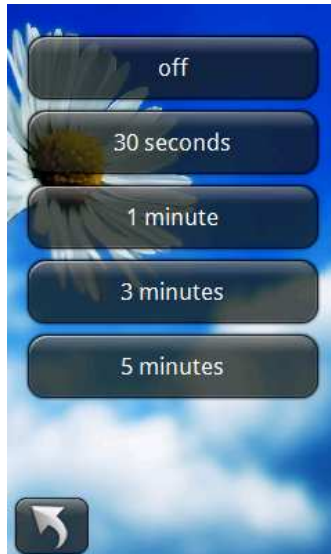 off
30 seconds
1 minute
3 minutes
5 minutes